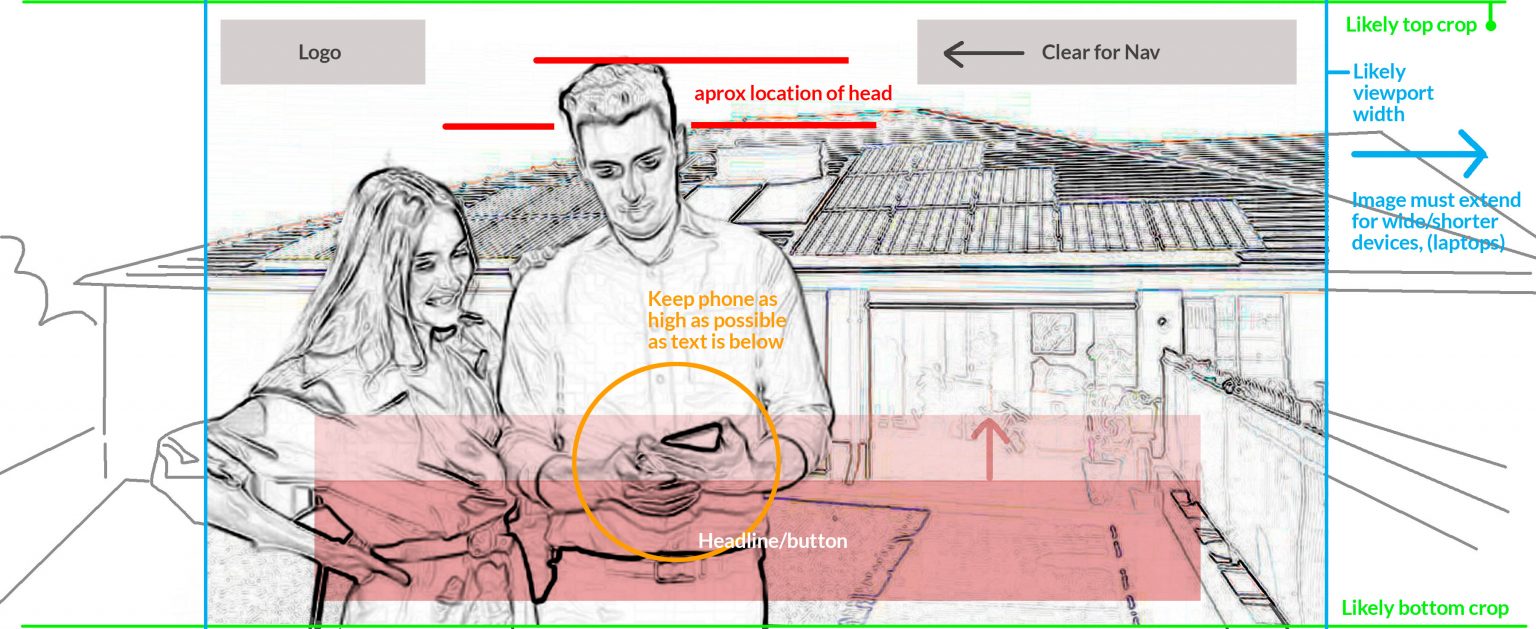 Likely top crop
Logo
Clear for Nav
Likely
viewport
width
aprox location of head
Image must extend
for wide/shorter
devices, (laptops)
Keep phone as
high as possible
as text is below
Headline/button
Likely bottom crop